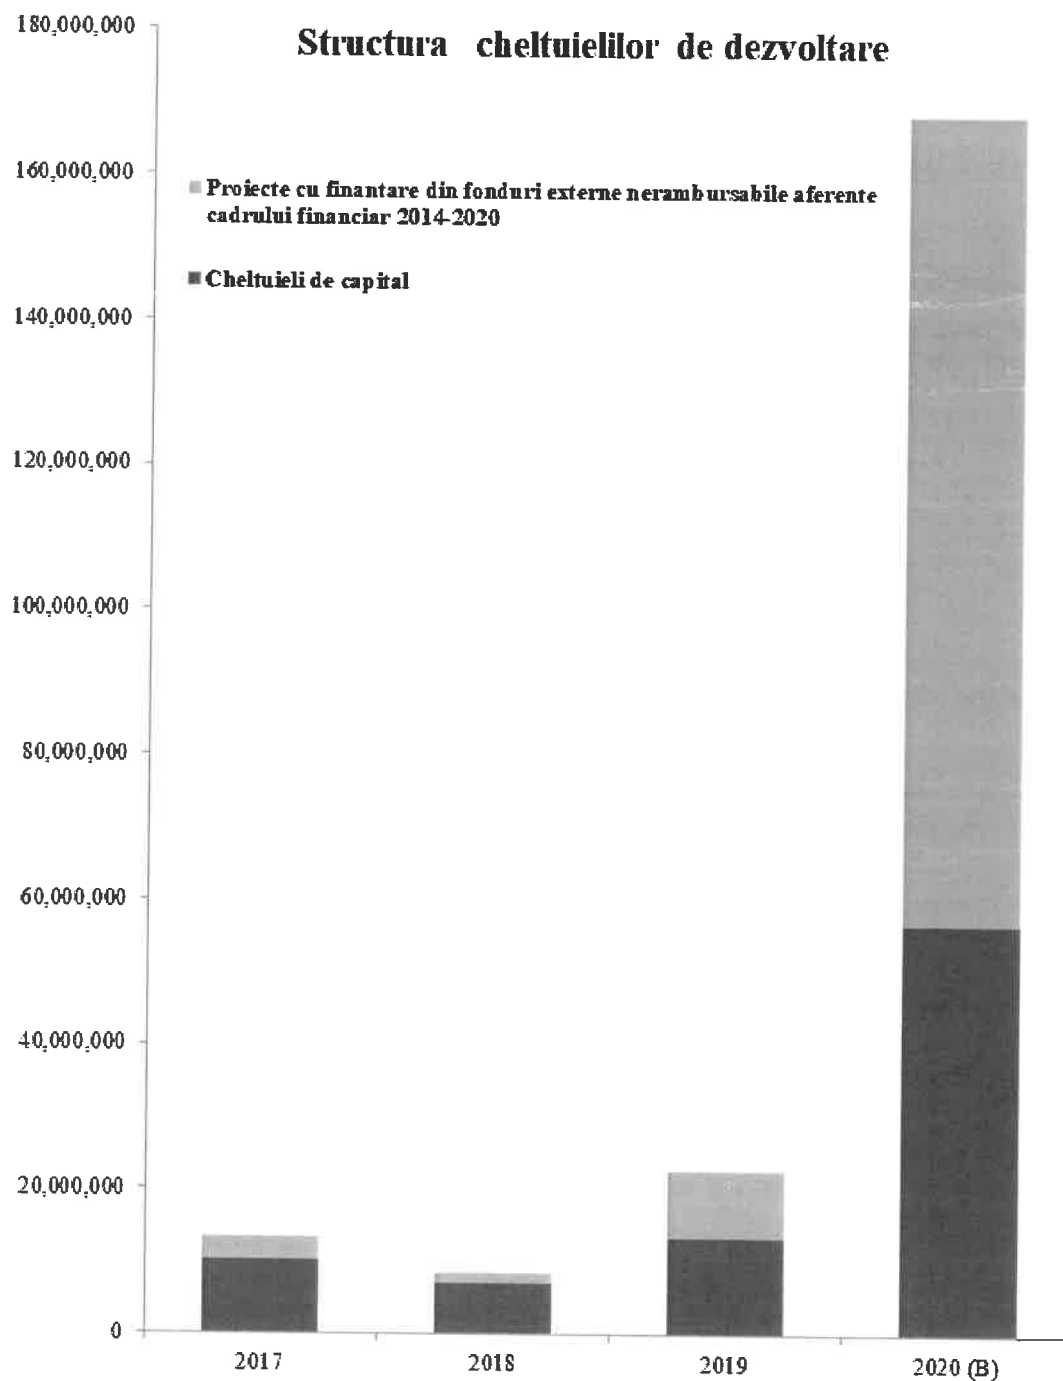 Structura cheltuielilor de dezvoltare
180,000,000
160,000,000
140,000,000
120,000,000
100,000,000
80,000,000
60,000,000
40,000,000
20,000,000
0
Proiecte cu finantare din fonduri externe nerambursabile aferente
cadrului financiar 2014-2020
Cheltuieli de capital
2017
2018
2019
2020 (B)